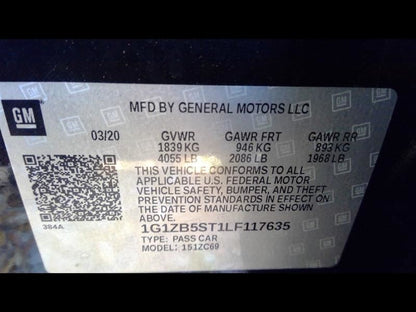 GM
MFD BY GENERAL MOTORS LLC
03/20 GVWR GAWR FRT GAWR RR
1839 KG 946 KG 893 KG
4055 LB 2086 LB 1968 LB
THIS VEHICLE CONFORMS TO ALL
APPLICABLE U.S. FEDERAL MOTOR
VEHICLE SAFETY, BUMPER, AND THEFT
PREVENTION STANDARDS IN EFFECT
ON THE DATE OF MANUFACTURE SHOWN
ABOVE.
384A
1G1ZB5ST1LF117635
TYPE: PASS CAR
MODEL: 1S1ZC69